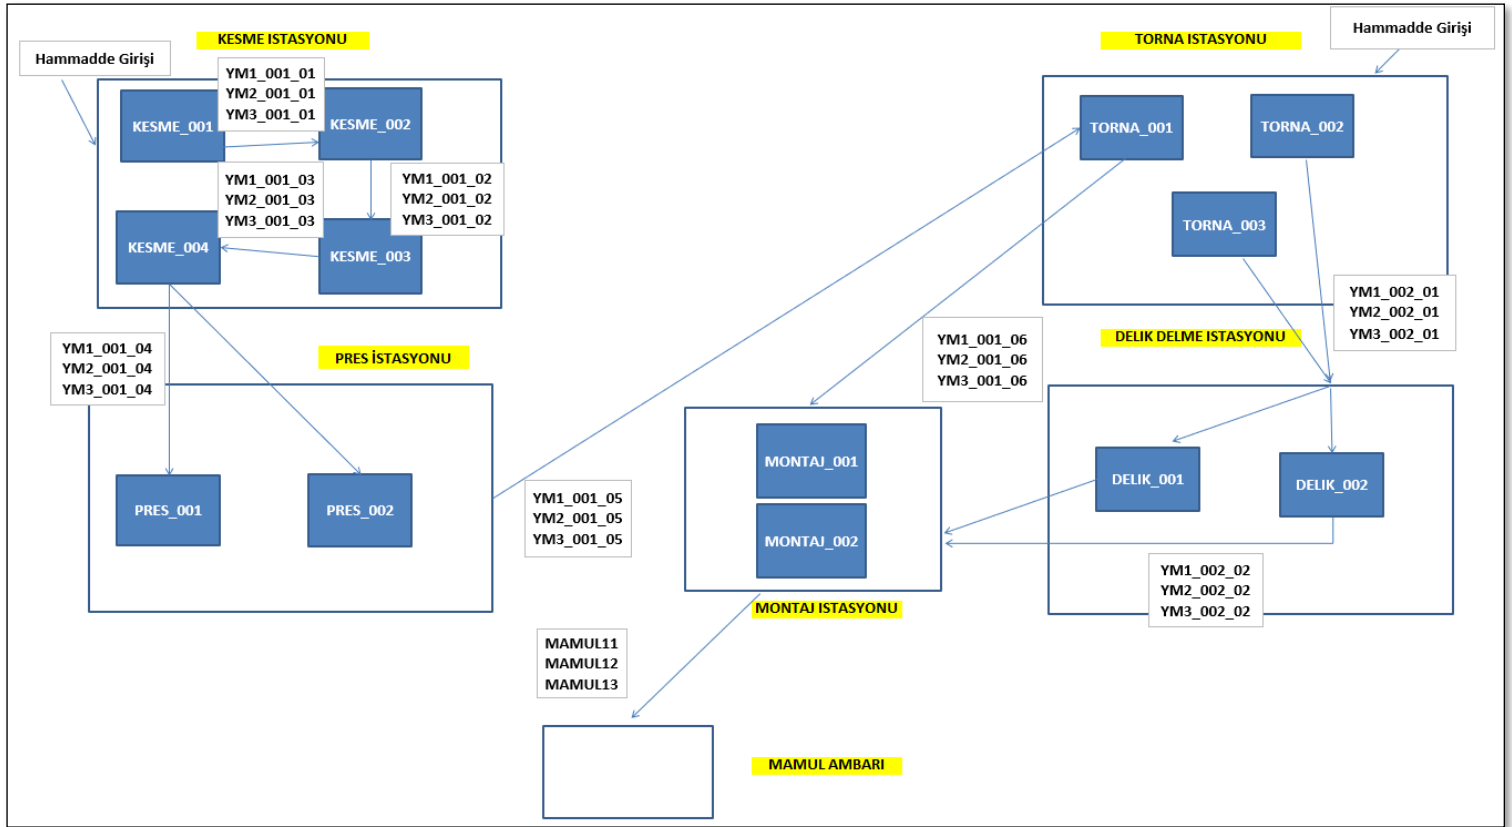 Hammadde Girişi
KESME ISTASYONU
YM1_001_01
YM2_001_01
YM3_001_01
KESME_001
KESME_002
YM1_001_03
YM2_001_03
YM3_001_03
YM1_001_02
YM2_001_02
YM3_001_02
KESME_004
KESME_003
YM1_001_04
YM2_001_04
YM3_001_04
PRES İSTASYONU
PRES_001
PRES_002
YM1_001_05
YM2_001_05
YM3_001_05
TORNA ISTASYONU
Hammadde Girişi
TORNA_001
TORNA_002
TORNA_003
YM1_002_01
YM2_002_01
YM3_002_01
YM1_001_06
YM2_001_06
YM3_001_06
DELIK DELME ISTASYONU
MONTAJ_001
MONTAJ_002
DELIK_001
DELIK_002
YM1_002_02
YM2_002_02
YM3_002_02
MONTAJ ISTASYONU
MAMUL11
MAMUL12
MAMUL13
MAMUL AMBARI